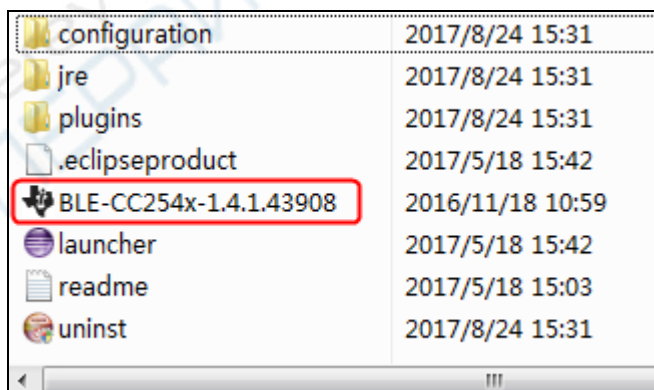 configuration 2017/8/24 15:31
jre 2017/8/24 15:31
plugins 2017/8/24 15:31
.eclipseproduct 2017/5/18 15:42
BLE-CC254x-1.4.1.43908 2016/11/18 10:59
launcher 2017/5/18 15:42
readme 2017/5/18 15:03
uninst 2017/8/24 15:31